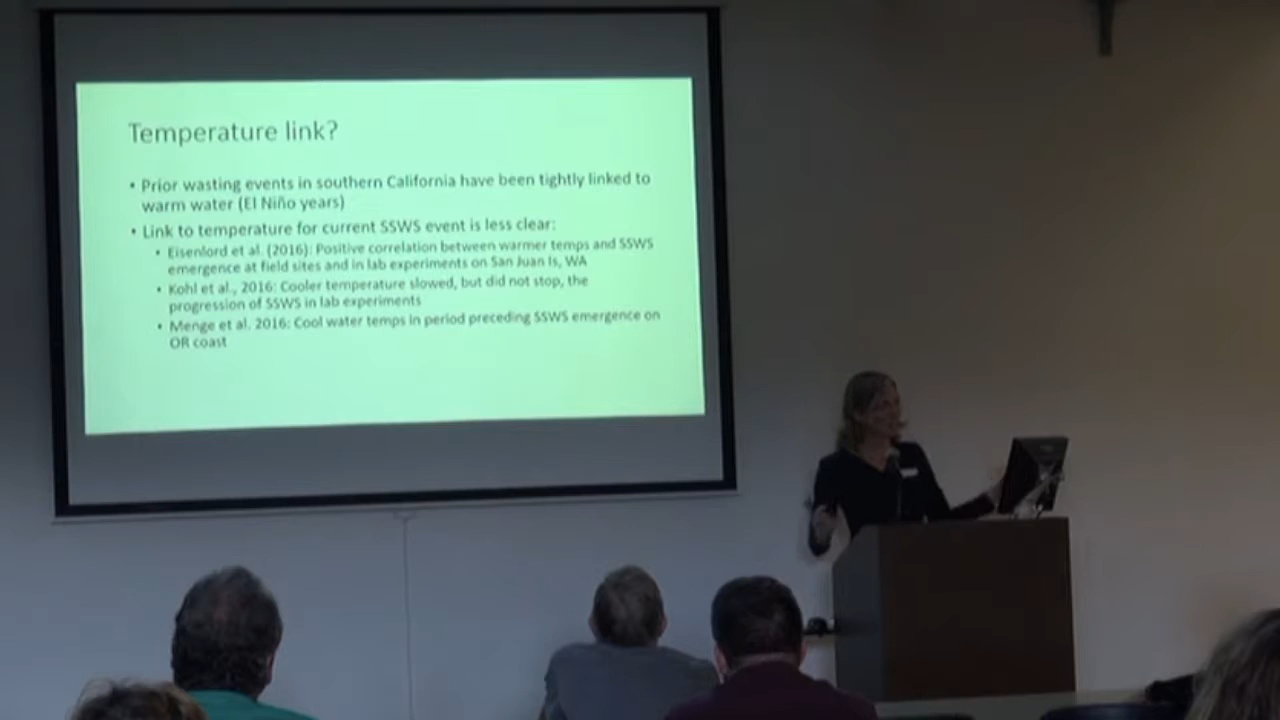 Temperature link?
• Prior wasting events in southern California have been tightly linked to
warm water (El Niño years)
• Link to temperature for current SSWS event is less clear:
• Eisenlord et al. (2016): Positive correlation between warmer temps and SSWS
emergence at field sites and in lab experiments on San Juan Is, WA
• Kohl et al., 2016: Cooler temperature slowed, but did not stop, the
progression of SSWS in lab experiments
• Menge et al. 2016: Cool water temps in period preceding SSWS emergence on
OR coast